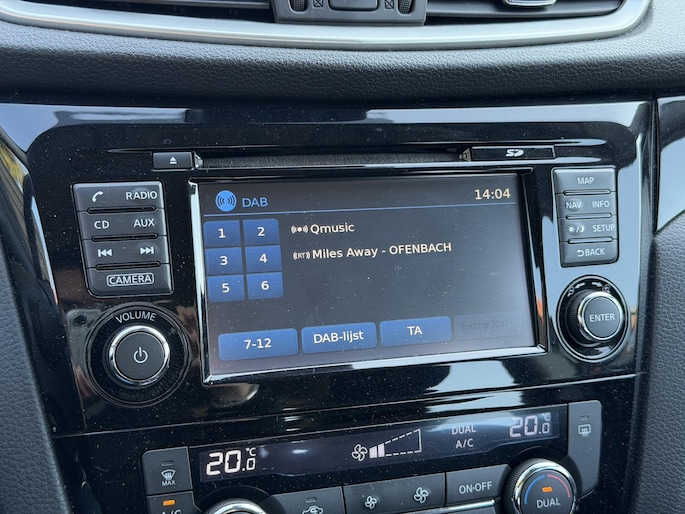 SD
RADIO
CD AUX
CAMERA
VOLUME
DAB 14:04
1 2 Qmusic
3 4 (RT) Miles Away - OFENBACH
5 6
7-12 DAB-lijst TA
MAP
NAV INFO
SETUP
BACK
ENTER
20.0 °C
DUAL
A/C
20.0 °C
MAX
A/C
ON-OFF
DUAL